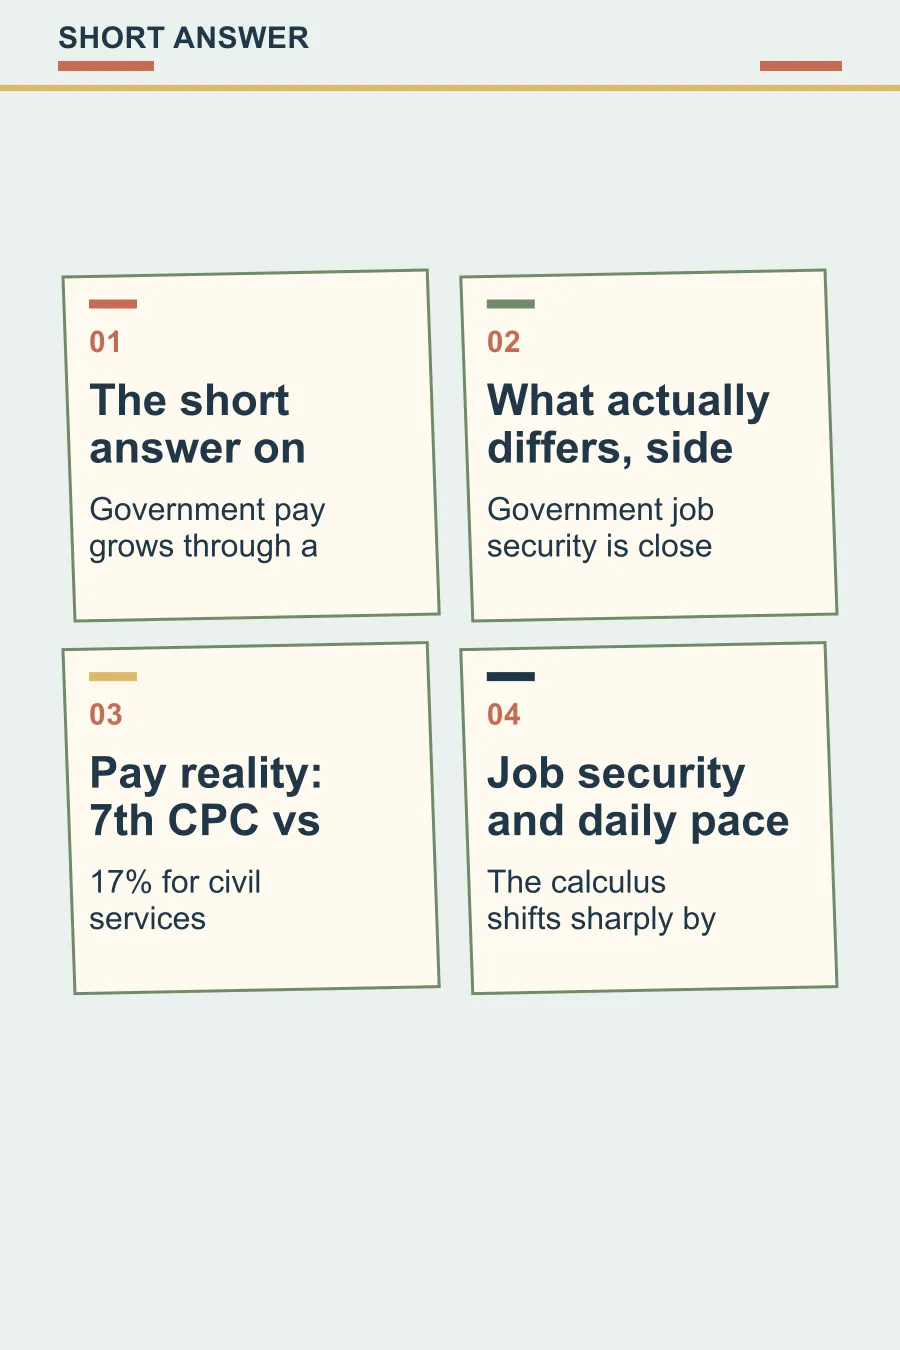 SHORT ANSWER
01
The short
answer on
Government pay
grows through a
02
What actually
differs, side
Government job
security is close
03
Pay reality:
7th CPC vs
17% for civil
services
04
Job security
and daily pace
The calculus
shifts sharply by